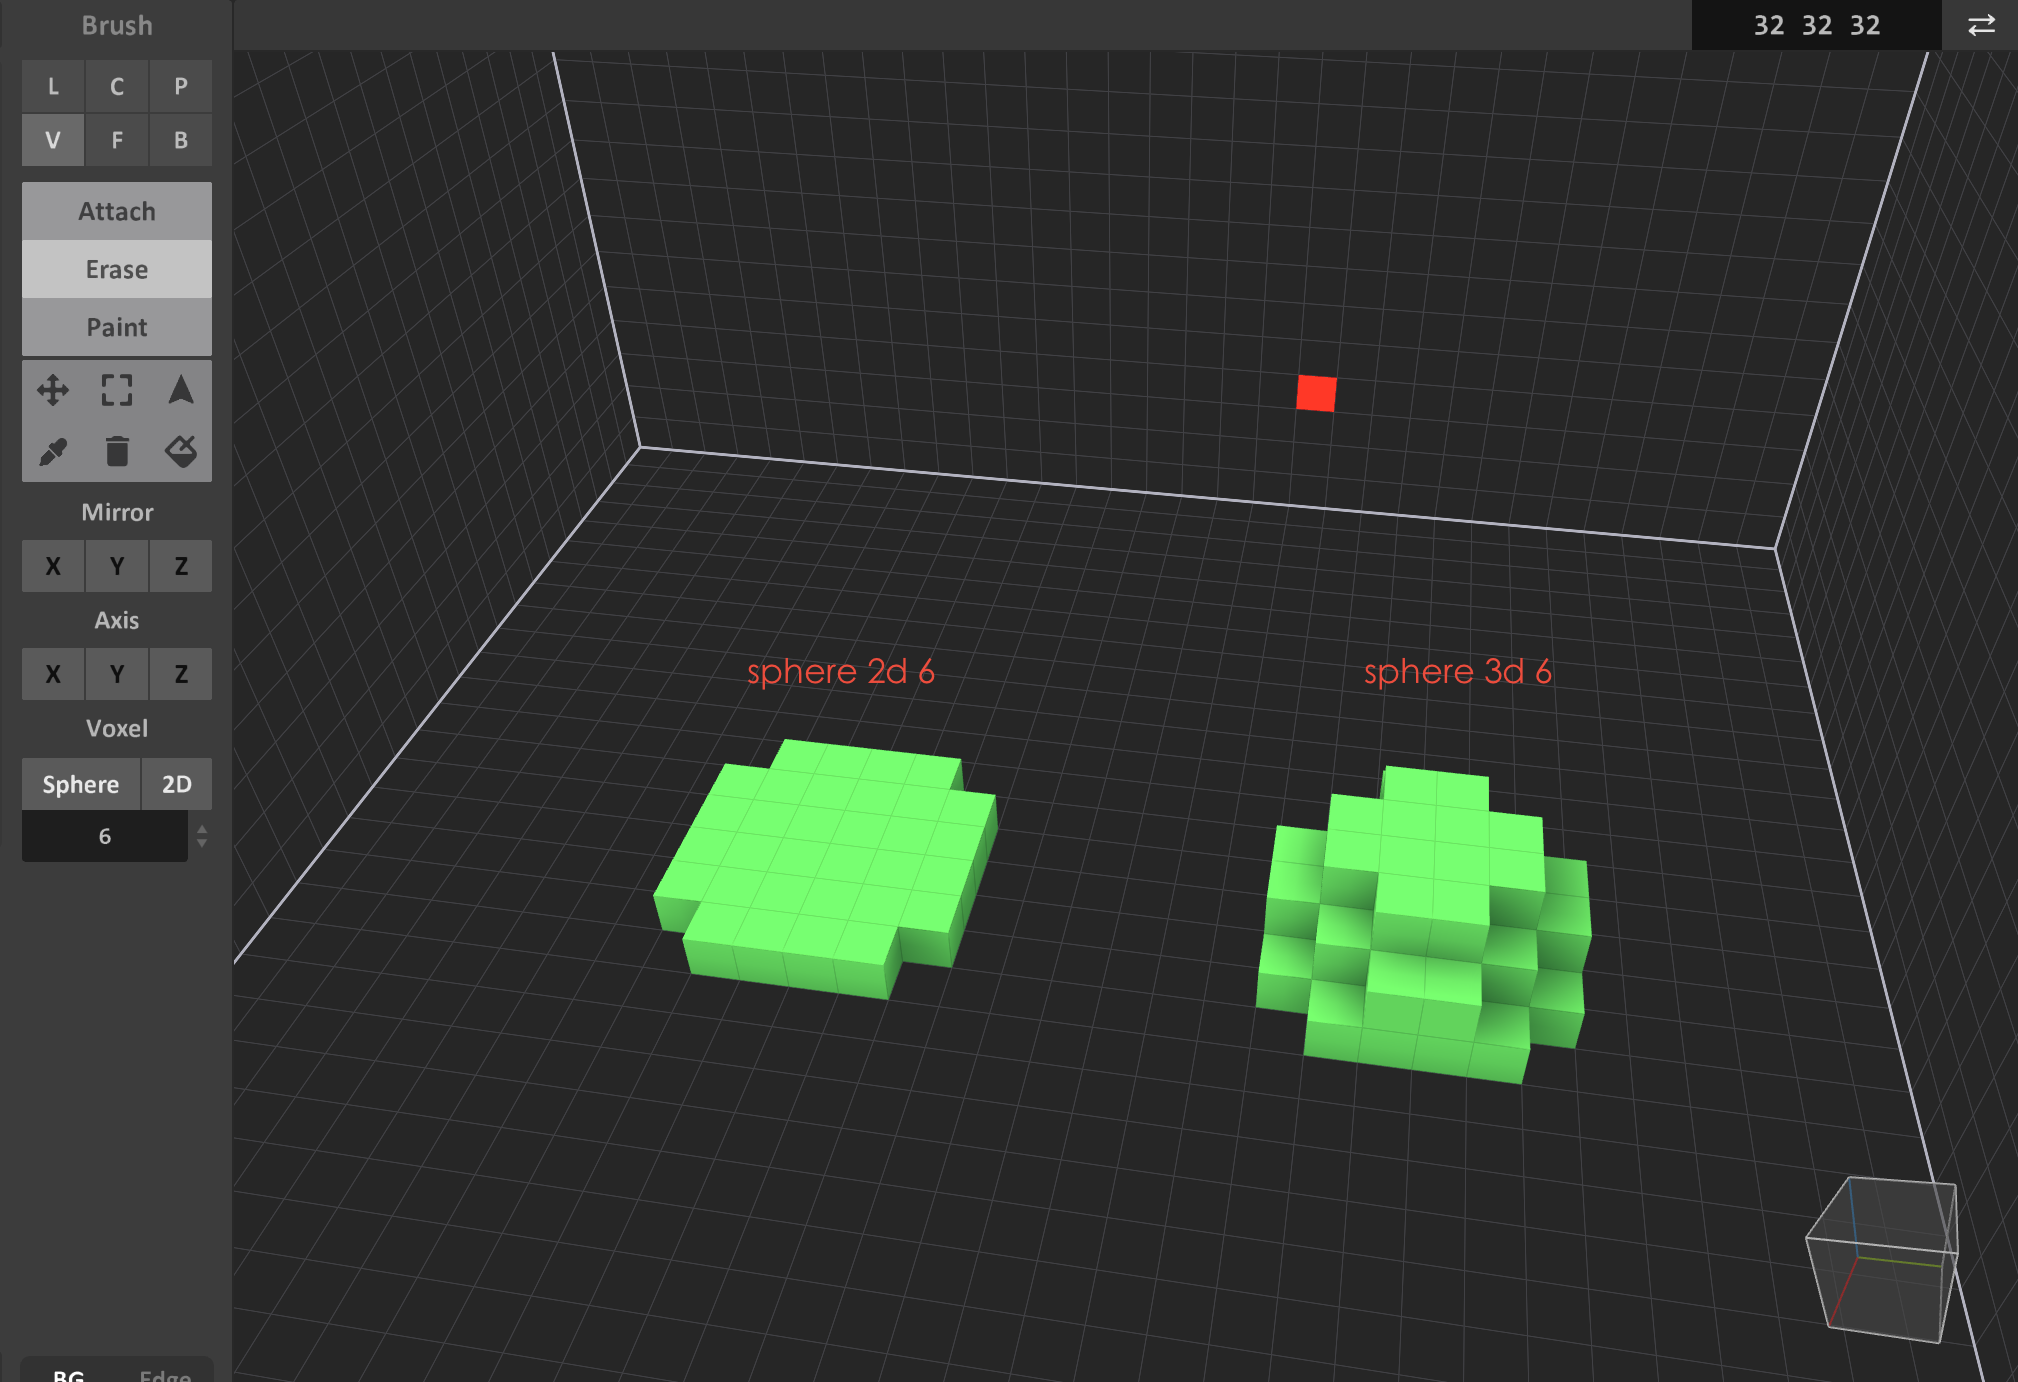 Brush
32 32 32
L C P
V F B
Attach
Erase
Paint
Mirror
X Y Z
Axis
X Y Z
Voxel
Sphere 2D
6
sphere 2d 6
sphere 3d 6
BG Edge